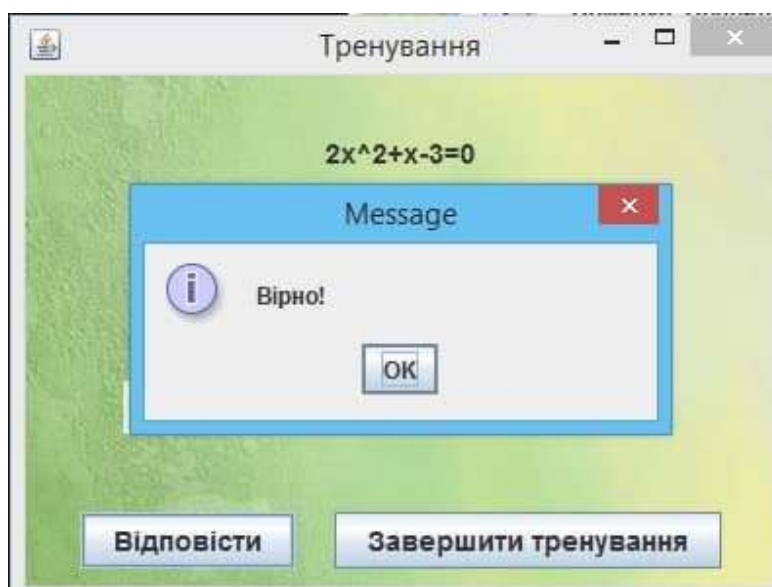 Тренування
2x^2+x-3=0
Message
Вірно!
OK
Відповісти
Завершити тренування